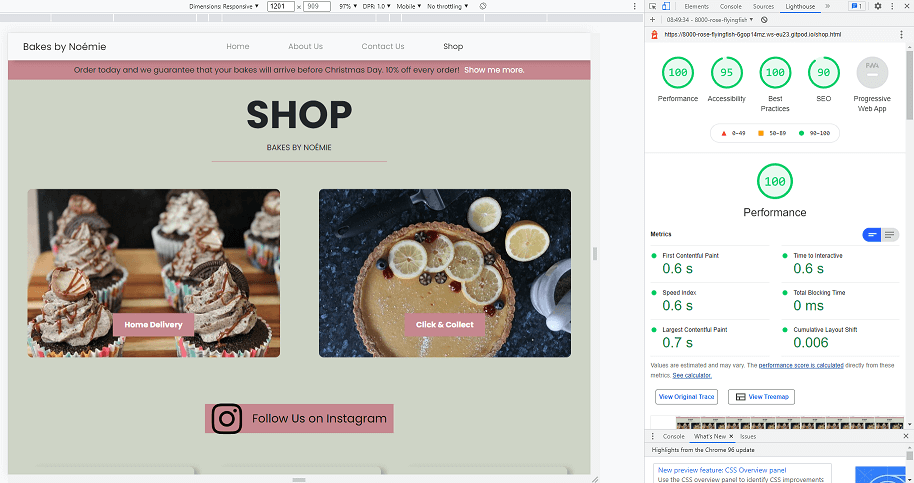 Dimensions: Responsive ▼ 1201 × 909 97% ▼ DPR: 1.0 ▼ Mobile ▼ No throttling ▼
Bakes by Noémie Home About Us Contact Us Shop
Order today and we guarantee that your bakes will arrive before Christmas Day. 10% off every order! Show me more.
SHOP
BAKES BY NOÉMIE
Home Delivery
Click & Collect
Follow Us on Instagram
Elements Console Sources Lighthouse » 1
08:49:34 - 8000-rose-flyingfish ▼
https://8000-rose-flyingfish-6gop14mz.ws-eu23.gitpod.io/shop.html
100 95 100 90 PWA
Performance Accessibility Best Practices SEO Progressive Web App
0–49 50–89 90–100
100
Performance
Metrics
First Contentful Paint
0.6 s
Time to Interactive
0.6 s
Speed Index
0.6 s
Total Blocking Time
0 ms
Largest Contentful Paint
0.7 s
Cumulative Layout Shift
0.006
Values are estimated and may vary. The performance score is calculated directly from these
metrics. See calculator.
View Original Trace View Treemap
Console What's New × Issues
Highlights from the Chrome 96 update
New preview feature: CSS Overview panel
Use the CSS overview panel to identify CSS improvements